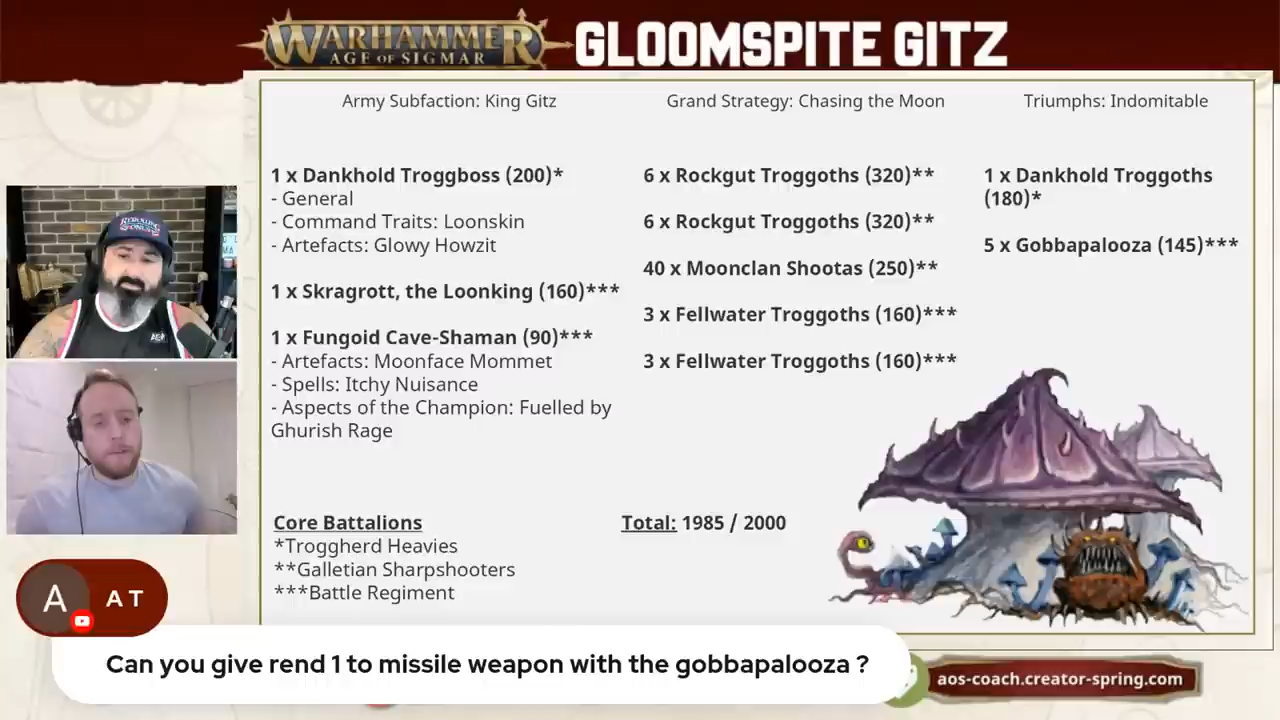 WARHAMMER
AGE OF SIGMAR
GLOOMSPITE GITZ
Army Subfaction: King Gitz
Grand Strategy: Chasing the Moon
Triumphs: Indomitable
1 x Dankhold Troggboss (200)*
- General
- Command Traits: Loonskin
- Artefacts: Glowy Howzit
1 x Skragrott, the Loonking (160)***
1 x Fungoid Cave-Shaman (90)***
- Artefacts: Moonface Mommet
- Spells: Itchy Nuisance
- Aspects of the Champion: Fuelled by
Ghurish Rage
6 x Rockgut Troggoths (320)**
6 x Rockgut Troggoths (320)**
40 x Moonclan Shootas (250)**
3 x Fellwater Troggoths (160)***
3 x Fellwater Troggoths (160)***
1 x Dankhold Troggoths
(180)*
5 x Gobbapalooza (145)***
Core Battalions
*Troggherd Heavies
**Galletian Sharpshooters
***Battle Regiment
Total: 1985 / 2000
A
A T
Can you give rend 1 to missile weapon with the gobbapalooza ?
aos-coach.creator-spring.com